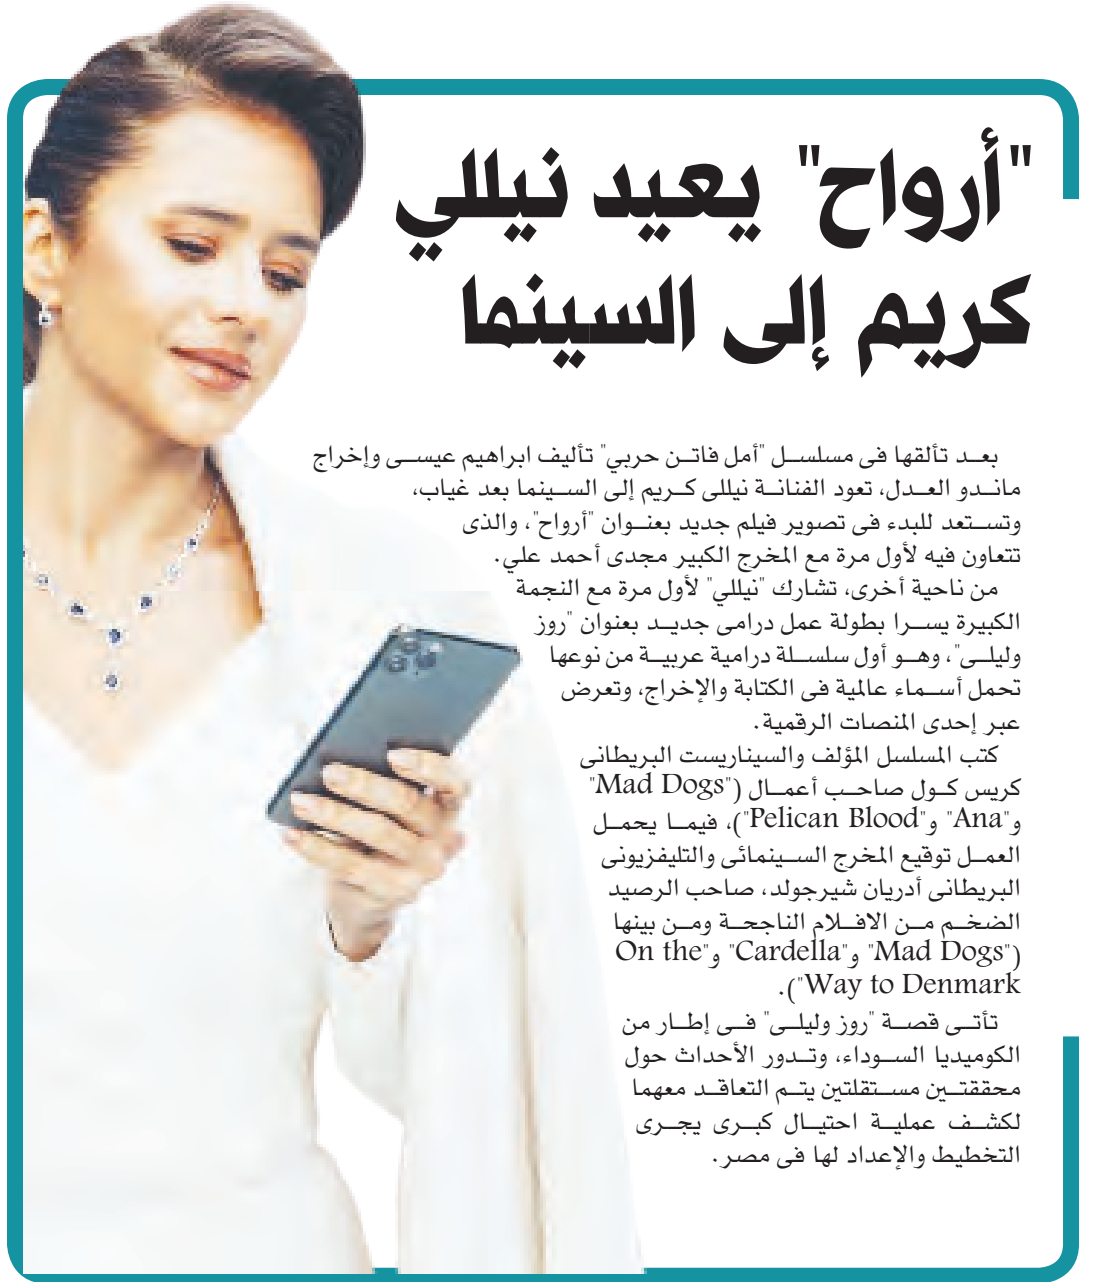 "أرواح" يعيد نيللي
كريم إلى السينما
بعد تألقها فى مسلسل "أمل فاتن حربي" تأليف ابراهيم عيسى وإخراج
ماندو العدل، تعود الفنانة نيللى كريم إلى السينما بعد غياب،
وتستعد للبدء فى تصوير فيلم جديد بعنوان "أرواح"، والذى
تتعاون فيه لأول مرة مع المخرج الكبير مجدى أحمد علي.
من ناحية أخرى، تشارك "نيللي" لأول مرة مع النجمة
الكبيرة يسرا بطولة عمل درامى جديد بعنوان "روز
وليلى"، وهو أول سلسلة درامية عربية من نوعها
تحمل أسماء عالمية فى الكتابة والإخراج، وتعرض
عبر إحدى المنصات الرقمية.
كتب المسلسل المؤلف والسيناريست البريطانى
كريس كول صاحب أعمال ("Mad Dogs"
و"Ana" و"Pelican Blood")، فيما يحمل
العمل توقيع المخرج السينمائى والتليفزيونى
البريطانى أدريان شيرجولد، صاحب الرصيد
الضخم من الافلام الناجحة ومن بينها
("Mad Dogs" و"Cardella" و"On the
Way to Denmark").
تأتى قصة "روز وليلى" فى إطار من
الكوميديا السوداء، وتدور الأحداث حول
محققتين مستقلتين يتم التعاقد معهما
لكشف عملية احتيال كبرى يجرى
التخطيط والإعداد لها فى مصر.